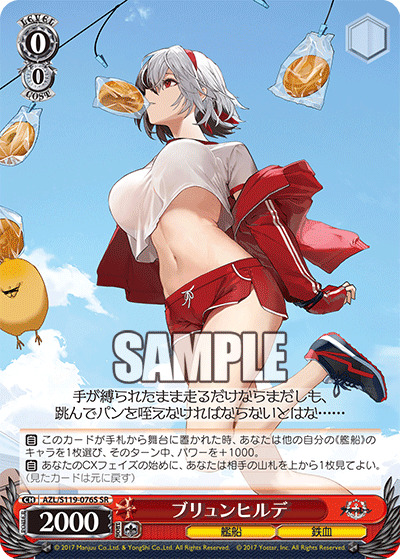 LEVEL
0
0
COST
SAMPLE
手が縛られたまま走るだけならまだしも、
跳んでパンを咥えなければならないとはな……
自 このカードが手札から舞台に置かれた時、あなたは他の自分の《艦船》の
キャラを1枚選び、そのターン中、パワーを+1000。
自 あなたのCXフェイズの始めに、あなたは相手の山札を上から1枚見てよい。
(見たカードは元に戻す)
AZL/S119-076S SR
POWER
2000
ブリュンヒルデ
艦船 鉄血
© 2017 Manjuu Co.,Ltd. & YongShi Co.,Ltd. All Rights Reserved. © 2017 Yostar, Inc. All Rights Reserved.